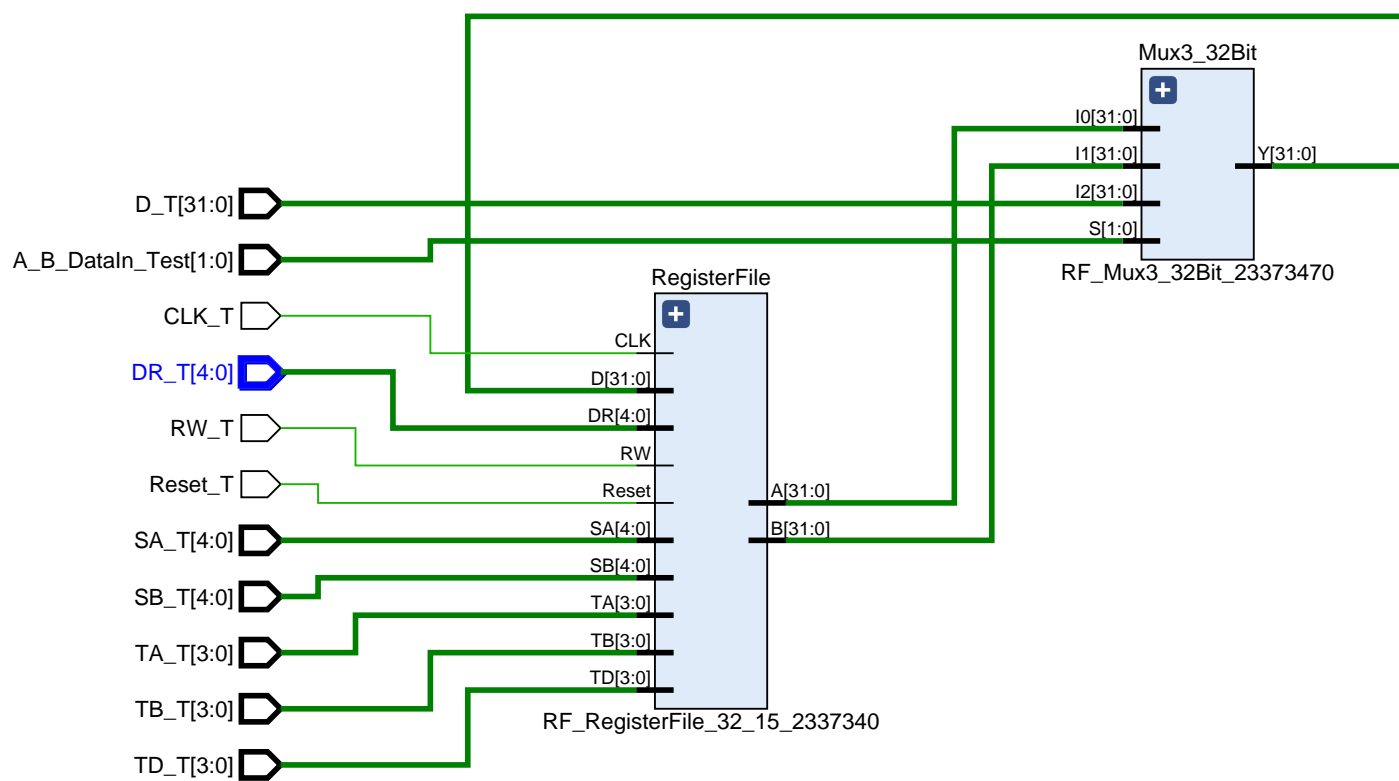 Mux3_32Bit
I0[31:0]
I1[31:0]
Y[31:0]
I2[31:0]
S[1:0]
RF_Mux3_32Bit_23373470
D_T[31:0]
A_B_DataIn_Test[1:0]
CLK_T
DR_T[4:0]
RW_T
Reset_T
SA_T[4:0]
SB_T[4:0]
TA_T[3:0]
TB_T[3:0]
TD_T[3:0]
RegisterFile
CLK
D[31:0]
DR[4:0]
RW
Reset
SA[4:0]
SB[4:0]
TA[3:0]
TB[3:0]
TD[3:0]
A[31:0]
B[31:0]
RF_RegisterFile_32_15_2337340